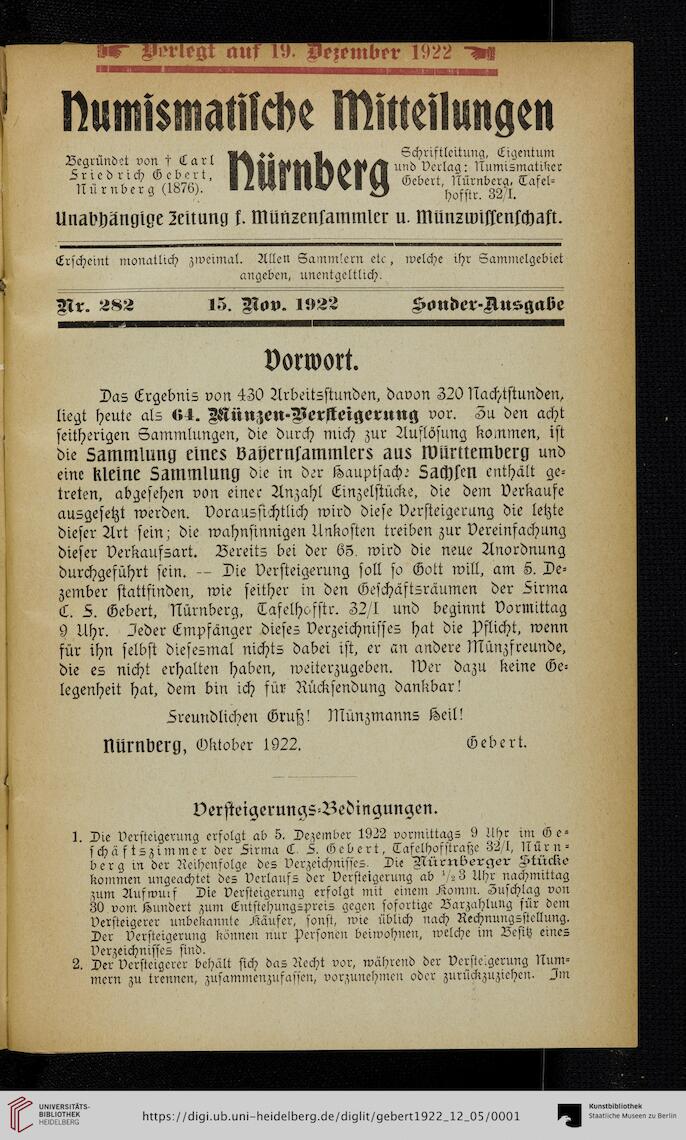 Verlegt auf 19. Dezember 1922
Numismatische Mitteilungen
Begründet von † Carl
Friedrich Gebert,
Nürnberg (1876).
Nürnberg
Schriftleitung, Eigentum
und Verlag: Numismatiker
Gebert, Nürnberg, Tafel=
hofstr. 32/I.
Unabhängige Zeitung f. Münzensammler u. Münzwissenschaft.
Erscheint monatlich zweimal. Allen Sammlern etc, welche ihr Sammelgebiet
angeben, unentgeltlich.
Nr. 282 15. Nov. 1922 Sonder-Ausgabe
Vorwort.
Das Ergebnis von 430 Arbeitsstunden, davon 320 Nachtstunden,
liegt heute als 64. Münzen-Versteigerung vor. Zu den acht
seitherigen Sammlungen, die durch mich zur Auflösung kommen, ist
die Sammlung eines Bayernsammlers aus Württemberg und
eine kleine Sammlung die in der Hauptsache Sachsen enthält ge=
treten, abgesehen von einer Anzahl Einzelstücke, die dem Verkaufe
ausgesetzt werden. Voraussichtlich wird diese Versteigerung die letzte
dieser Art sein; die wahnsinnigen Unkosten treiben zur Vereinfachung
dieser Verkaufsart. Bereits bei der 65. wird die neue Anordnung
durchgeführt sein. -- Die Versteigerung soll so Gott will, am 5. De=
zember stattfinden, wie seither in den Geschäftsräumen der Firma
C. F. Gebert, Nürnberg, Tafelhofstr. 32/I und beginnt Vormittag
9 Uhr. Jeder Empfänger dieses Verzeichnisses hat die Pflicht, wenn
für ihn selbst diesesmal nichts dabei ist, er an andere Münzfreunde,
die es nicht erhalten haben, weiterzugeben. Wer dazu keine Ge=
legenheit hat, dem bin ich für Rücksendung dankbar!
Freundlichen Gruß! Münzmanns Heil!
Nürnberg, Oktober 1922. Gebert.
Versteigerungs=Bedingungen.
1. Die Versteigerung erfolgt ab 5. Dezember 1922 vormittags 9 Uhr im Ge=
schäftszimmer der Firma C. F. Gebert, Tafelhofstraße 32/I, Nürn=
berg in der Reihenfolge des Verzeichnisses. Die Nürnberger Stücke
kommen ungeachtet des Verlaufs der Versteigerung ab 1/23 Uhr nachmittag
zum Aufwurf Die Versteigerung erfolgt mit einem Komm. Zuschlag von
30 vom Hundert zum Entstehungspreis gegen sofortige Barzahlung für dem
Versteigerer unbekannte Käufer, sonst, wie üblich nach Rechnungsstellung.
Der Versteigerung können nur Personen beiwohnen, welche im Besitz eines
Verzeichnisses sind.
2. Der Versteigerer behält sich das Recht vor, während der Versteigerung Num=
mern zu trennen, zusammenzufassen, vorzunehmen oder zurückzuziehen. Im
UNIVERSITÄTS-
BIBLIOTHEK
HEIDELBERG
https://digi.ub.uni-heidelberg.de/diglit/gebert1922_12_05/0001
Kunstbibliothek
Staatliche Museen zu Berlin